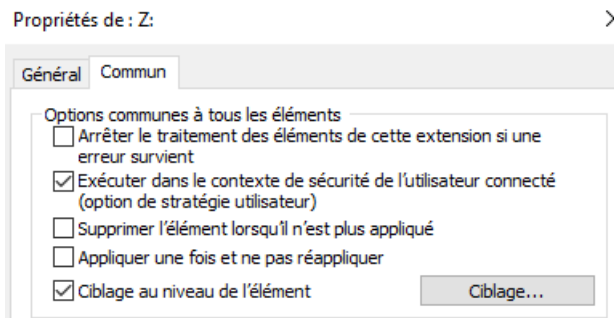 Propriétés de : Z:
Général Commun
Options communes à tous les éléments
Arrêter le traitement des éléments de cette extension si une
erreur survient
Exécuter dans le contexte de sécurité de l'utilisateur connecté
(option de stratégie utilisateur)
Supprimer l'élément lorsqu'il n'est plus appliqué
Appliquer une fois et ne pas réappliquer
Ciblage au niveau de l'élément Ciblage...